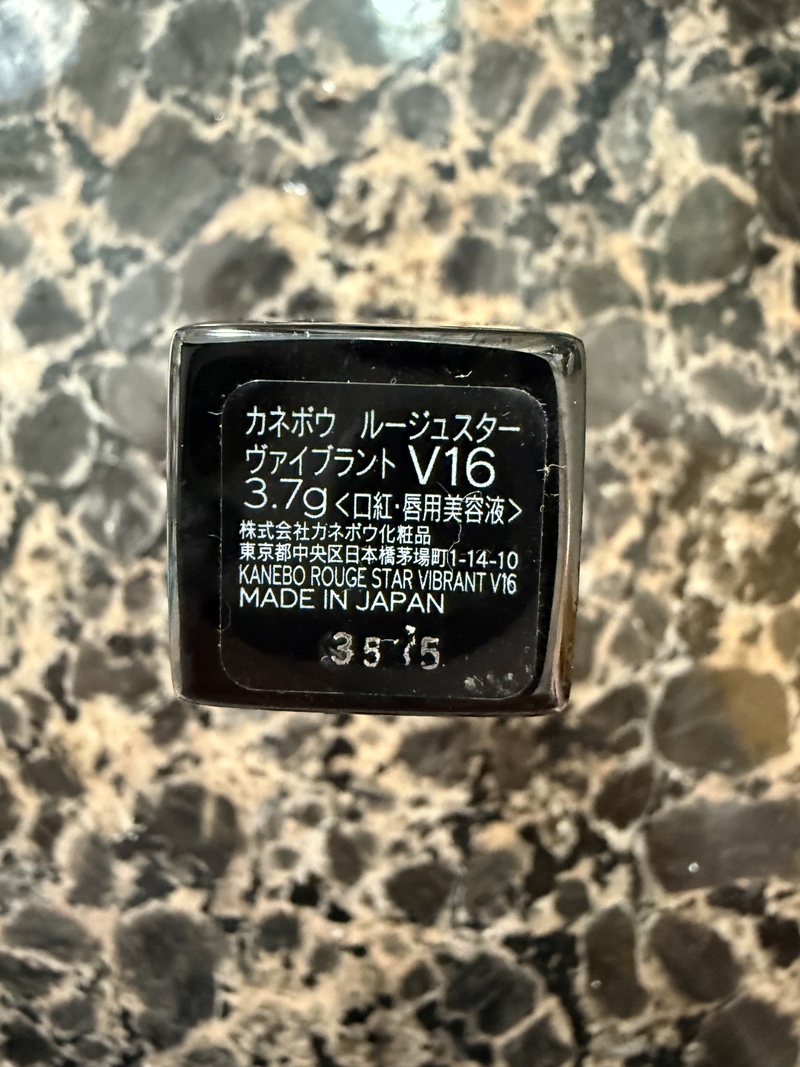 カネボウ ルージュスター
ヴァイブラント V16
3.7g<口紅・唇用美容液>
株式会社カネボウ化粧品
東京都中央区日本橋茅場町1-14-10
KANEBO ROUGE STAR VIBRANT V16
MADE IN JAPAN